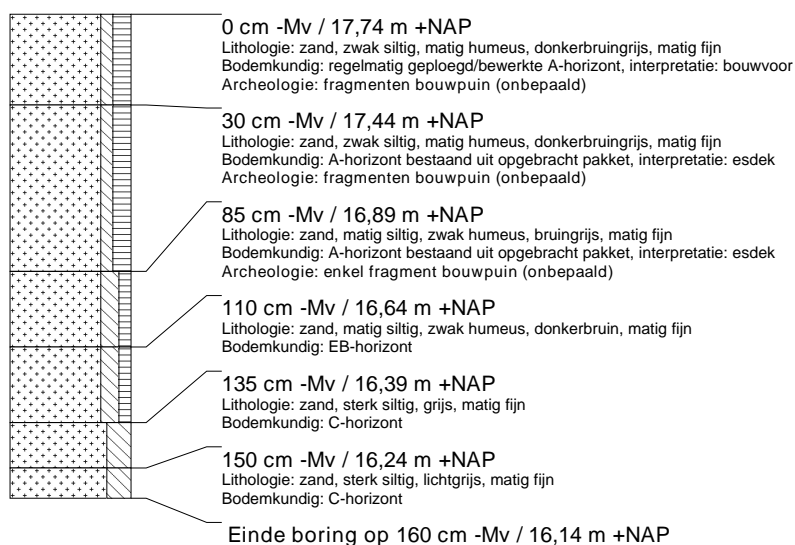 0 cm -Mv / 17,74 m +NAP
Lithologie: zand, zwak siltig, matig humeus, donkerbruingrijs, matig fijn
Bodemkundig: regelmatig geploegd/bewerkte A-horizont, interpretatie: bouwvoor
Archeologie: fragmenten bouwpuin (onbepaald)
30 cm -Mv / 17,44 m +NAP
Lithologie: zand, zwak siltig, matig humeus, donkerbruingrijs, matig fijn
Bodemkundig: A-horizont bestaand uit opgebracht pakket, interpretatie: esdek
Archeologie: fragmenten bouwpuin (onbepaald)
85 cm -Mv / 16,89 m +NAP
Lithologie: zand, matig siltig, zwak humeus, bruingrijs, matig fijn
Bodemkundig: A-horizont bestaand uit opgebracht pakket, interpretatie: esdek
Archeologie: enkel fragment bouwpuin (onbepaald)
110 cm -Mv / 16,64 m +NAP
Lithologie: zand, matig siltig, zwak humeus, donkerbruin, matig fijn
Bodemkundig: EB-horizont
135 cm -Mv / 16,39 m +NAP
Lithologie: zand, sterk siltig, grijs, matig fijn
Bodemkundig: C-horizont
150 cm -Mv / 16,24 m +NAP
Lithologie: zand, sterk siltig, lichtgrijs, matig fijn
Bodemkundig: C-horizont
Einde boring op 160 cm -Mv / 16,14 m +NAP